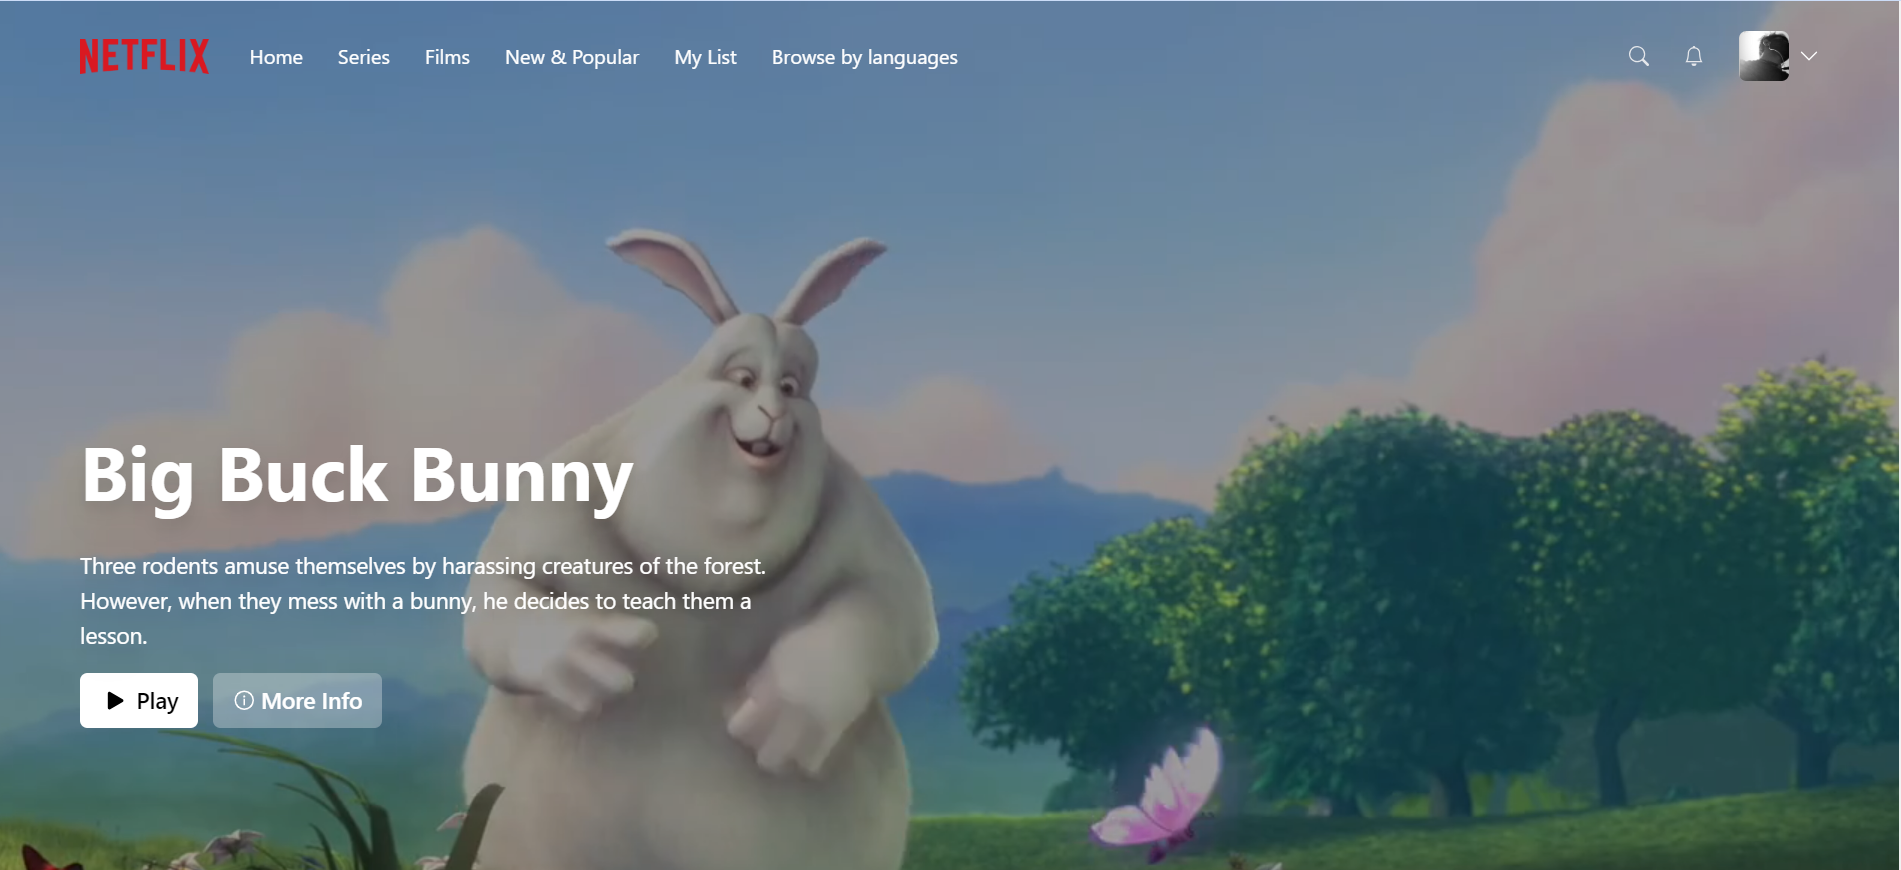 NETFLIX Home Series Films New & Popular My List Browse by languages
Big Buck Bunny
Three rodents amuse themselves by harassing creatures of the forest.
However, when they mess with a bunny, he decides to teach them a
lesson.
Play More Info